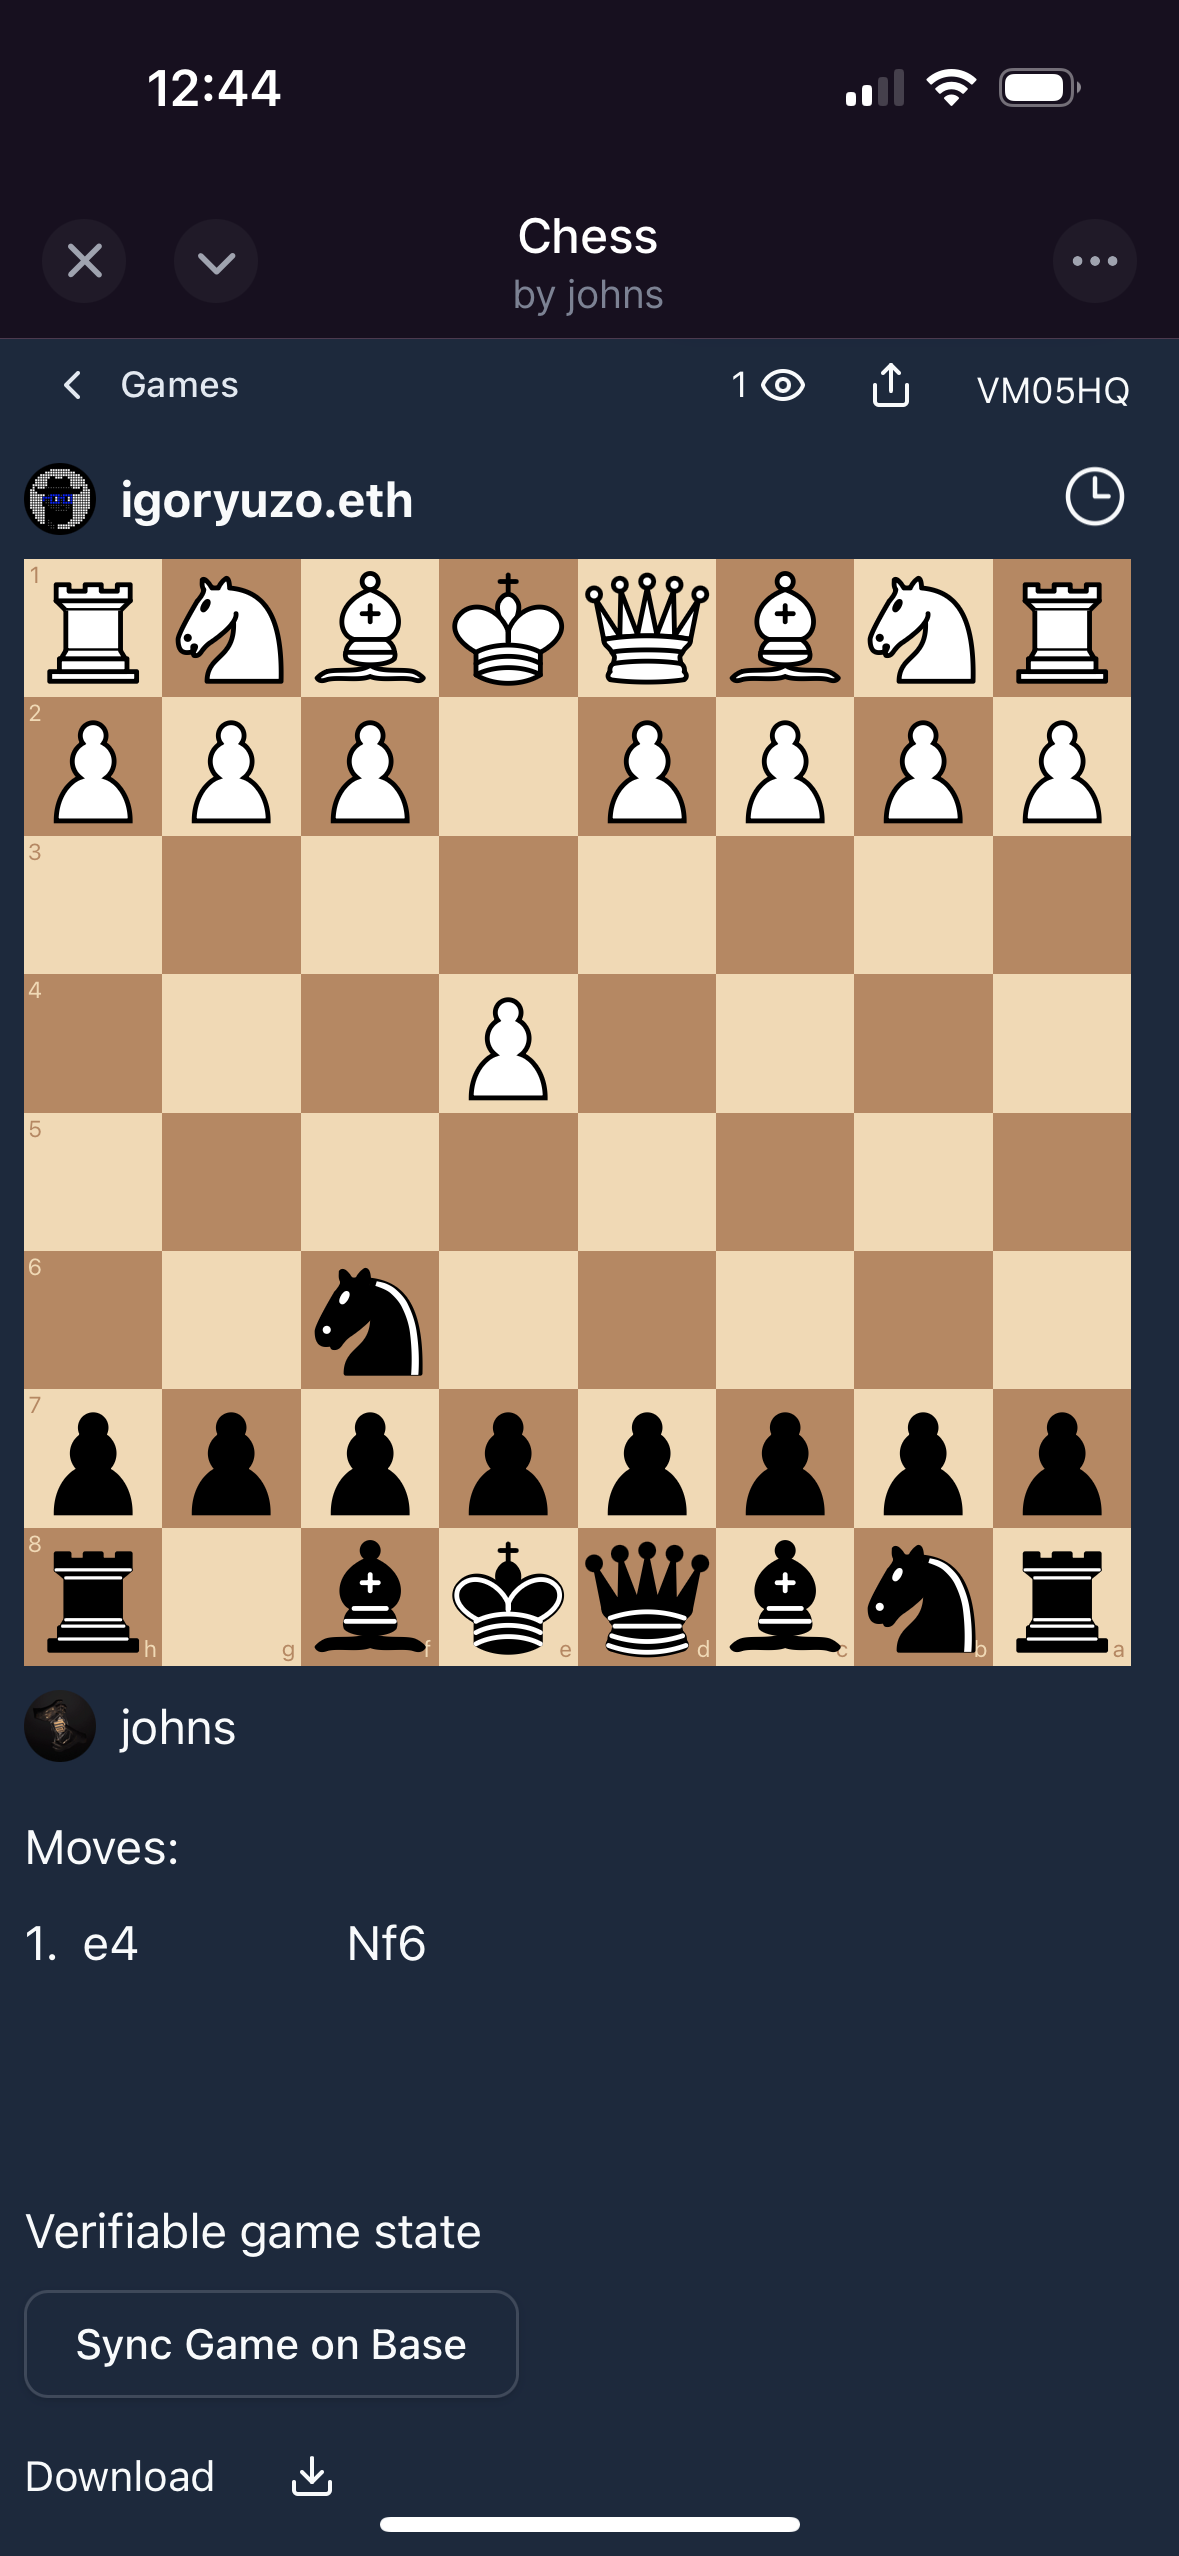 12:44
Chess
by johns
Games
1
VM05HQ
igoryuzo.eth
1
2
3
4
5
6
7
8
h g f e d c b a
johns
Moves:
1. e4 Nf6
Verifiable game state
Sync Game on Base
Download